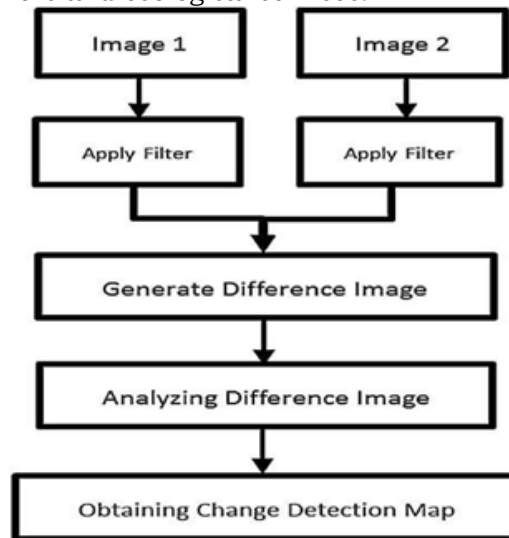 Image 1
Image 2
Apply Filter
Apply Filter
Generate Difference Image
Analyzing Difference Image
Obtaining Change Detection Map